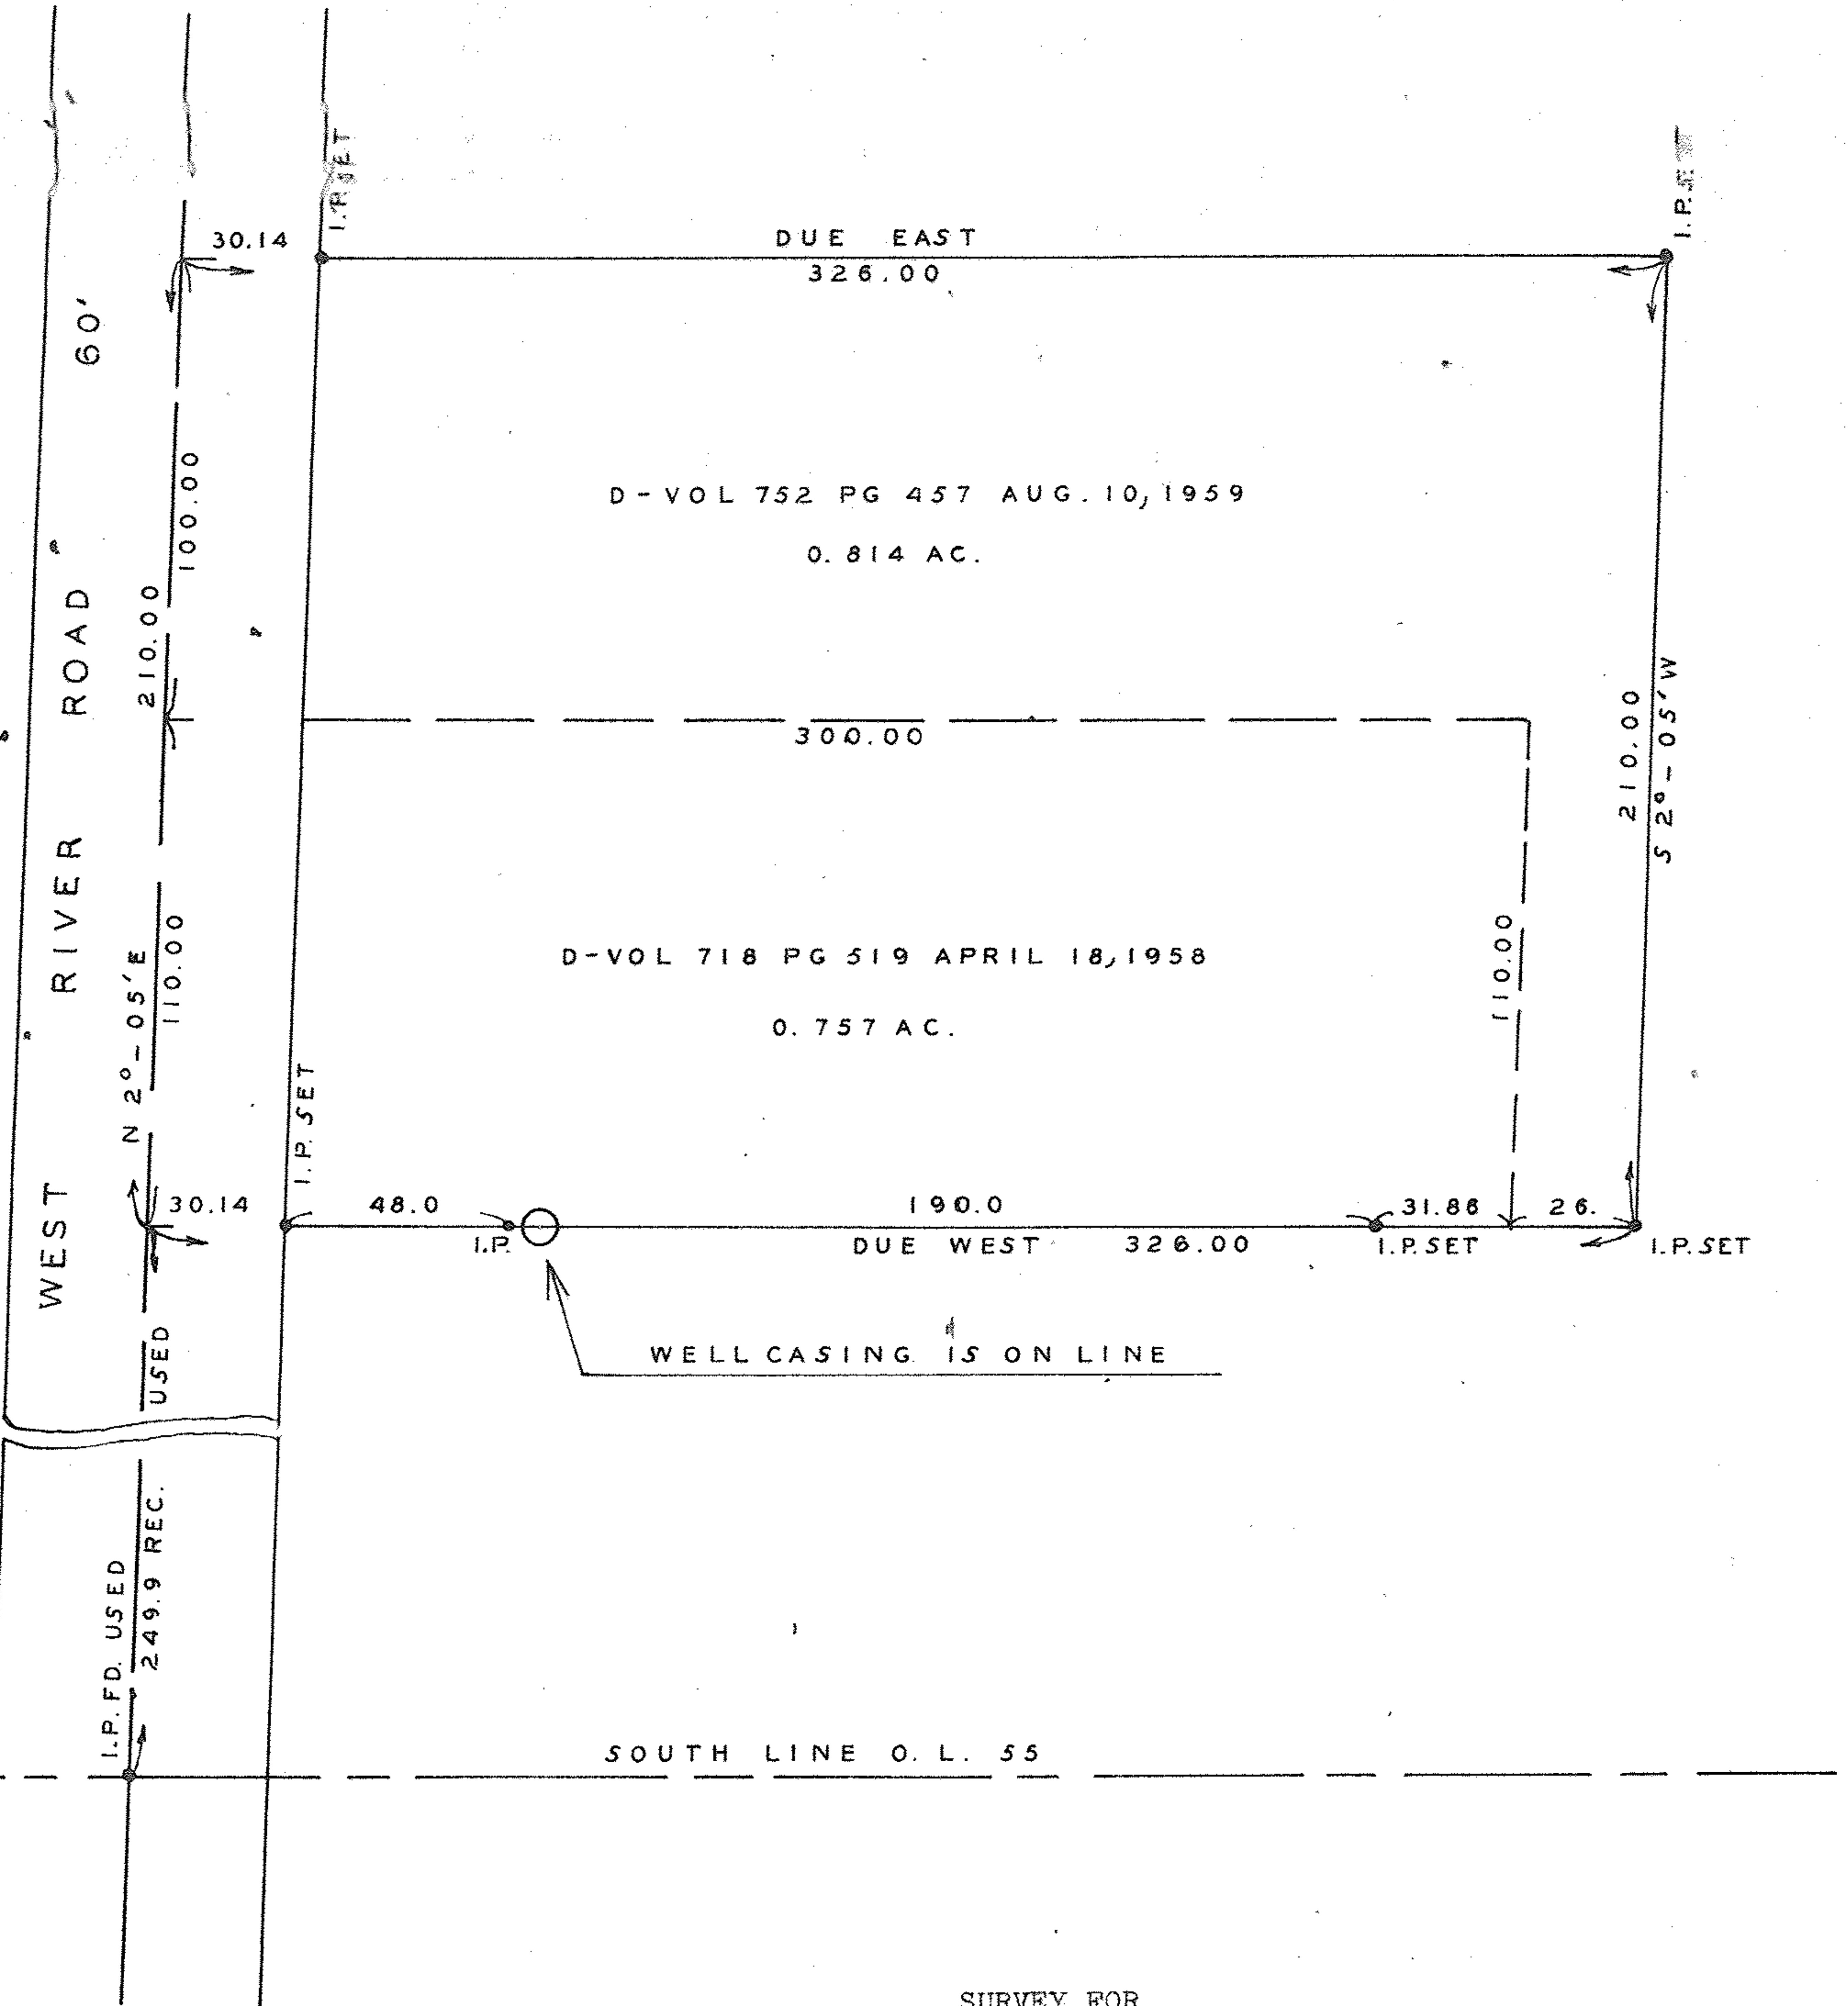 I.P. SET
I.P.
30.14
DUE EAST
326.00
60'
100.00
D-VOL 752 PG 457 AUG. 10, 1959
0.814 AC.
210.00
WEST RIVER ROAD
300.00
210.00
S 2°-05'W
110.00
N 2°-05'E
110.00
D-VOL 718 PG 519 APRIL 18, 1958
0.757 AC.
I.P. SET
30.14
48.0
190.0
31.86
26.
I.P.
DUE WEST 326.00
I.P. SET
I.P. SET
WELL CASING IS ON LINE
USED
249.9 REC.
I.P. FD. USED
SOUTH LINE O. L. 55
SURVEY FOR